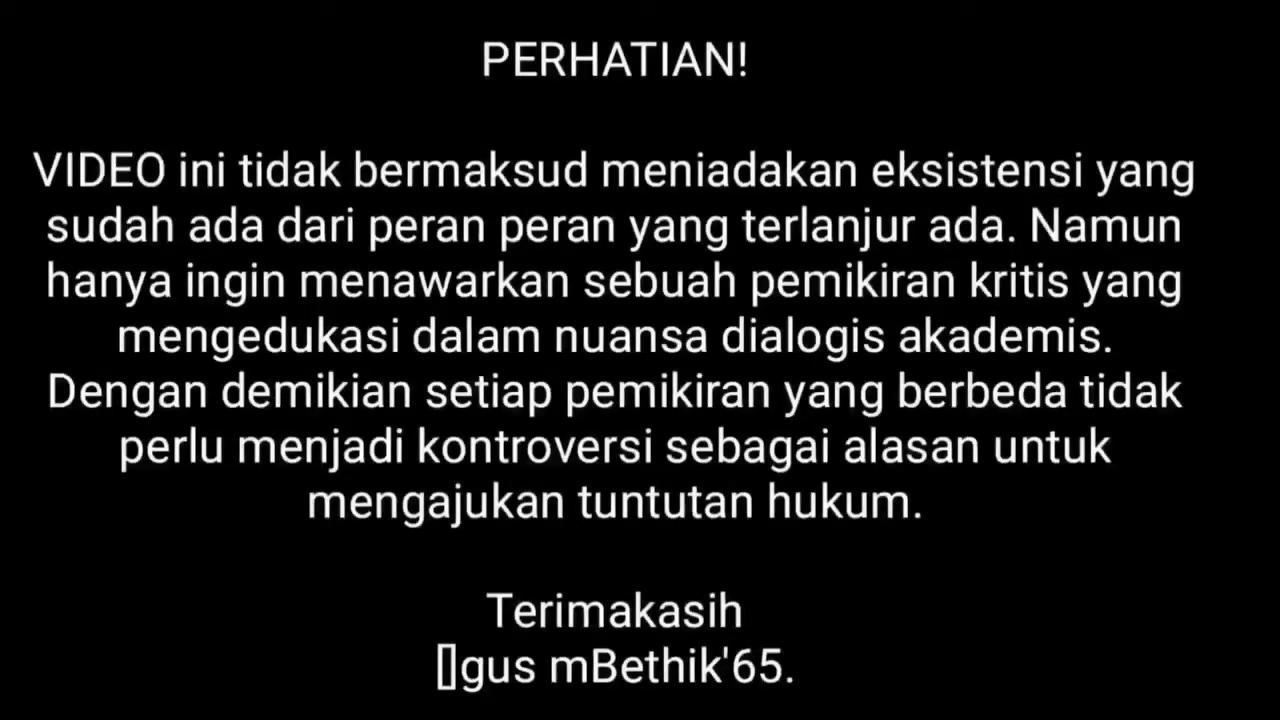 PERHATIAN!
VIDEO ini tidak bermaksud meniadakan eksistensi yang
sudah ada dari peran peran yang terlanjur ada. Namun
hanya ingin menawarkan sebuah pemikiran kritis yang
mengedukasi dalam nuansa dialogis akademis.
Dengan demikian setiap pemikiran yang berbeda tidak
perlu menjadi kontroversi sebagai alasan untuk
mengajukan tuntutan hukum.
Terimakasih
[]gus mBethik'65.